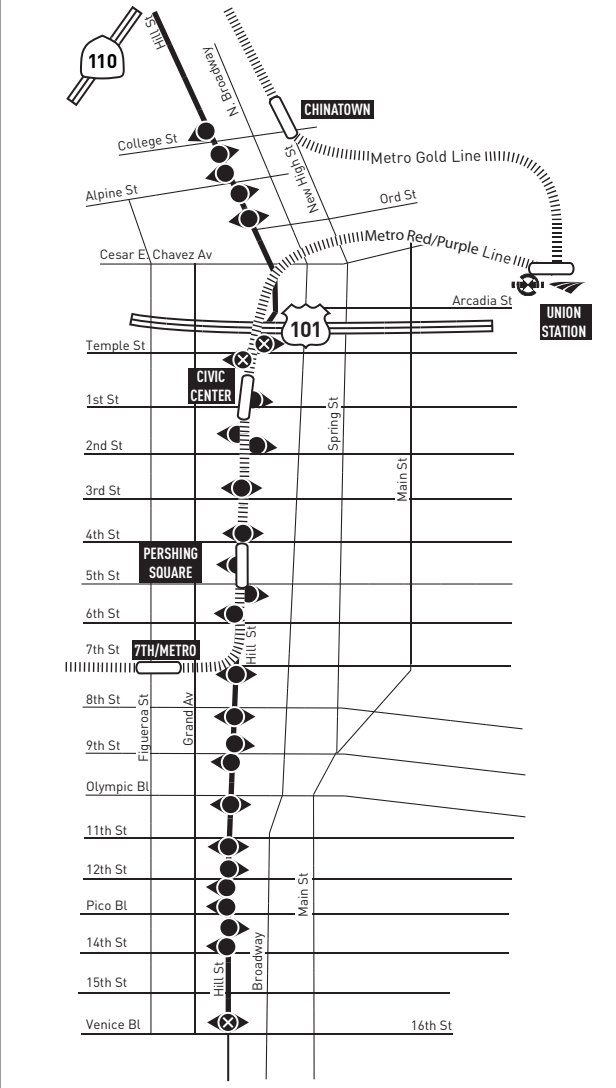 Hill St
110
N. Broadway
CHINATOWN
College St
Metro Gold Line
New High St
Alpine St
Ord St
Metro Red/Purple Line
Cesar E. Chavez Av
Arcadia St
UNION
STATION
101
Temple St
CIVIC
CENTER
1st St
Spring St
2nd St
Main St
3rd St
4th St
PERSHING
SQUARE
5th St
6th St
Hill St
7th St
7TH/METRO
8th St
Figueroa St
Grand Av
9th St
Olympic Bl
11th St
12th St
Main St
Pico Bl
14th St
Broadway
Hill St
15th St
Venice Bl
16th St